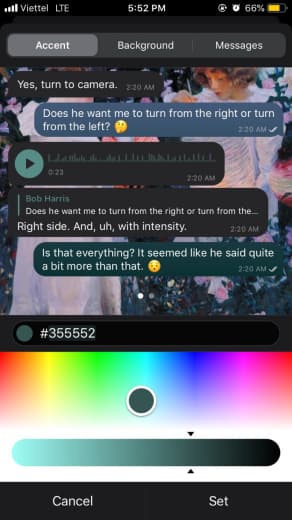 Viettel LTE 5:52 PM 66%
Accent Background Messages
Yes, turn to camera. 2:20 AM
Does he want me to turn from the right or turn
from the left? 🤔 2:20 AM
0:23 2:20 AM
Bob Harris
Does he want me to turn from the right or turn from the...
Right side. And, uh, with intensity. 2:20 AM
Is that everything? It seemed like he said quite
a bit more than that. 😯 2:20 AM
#355552
Cancel Set